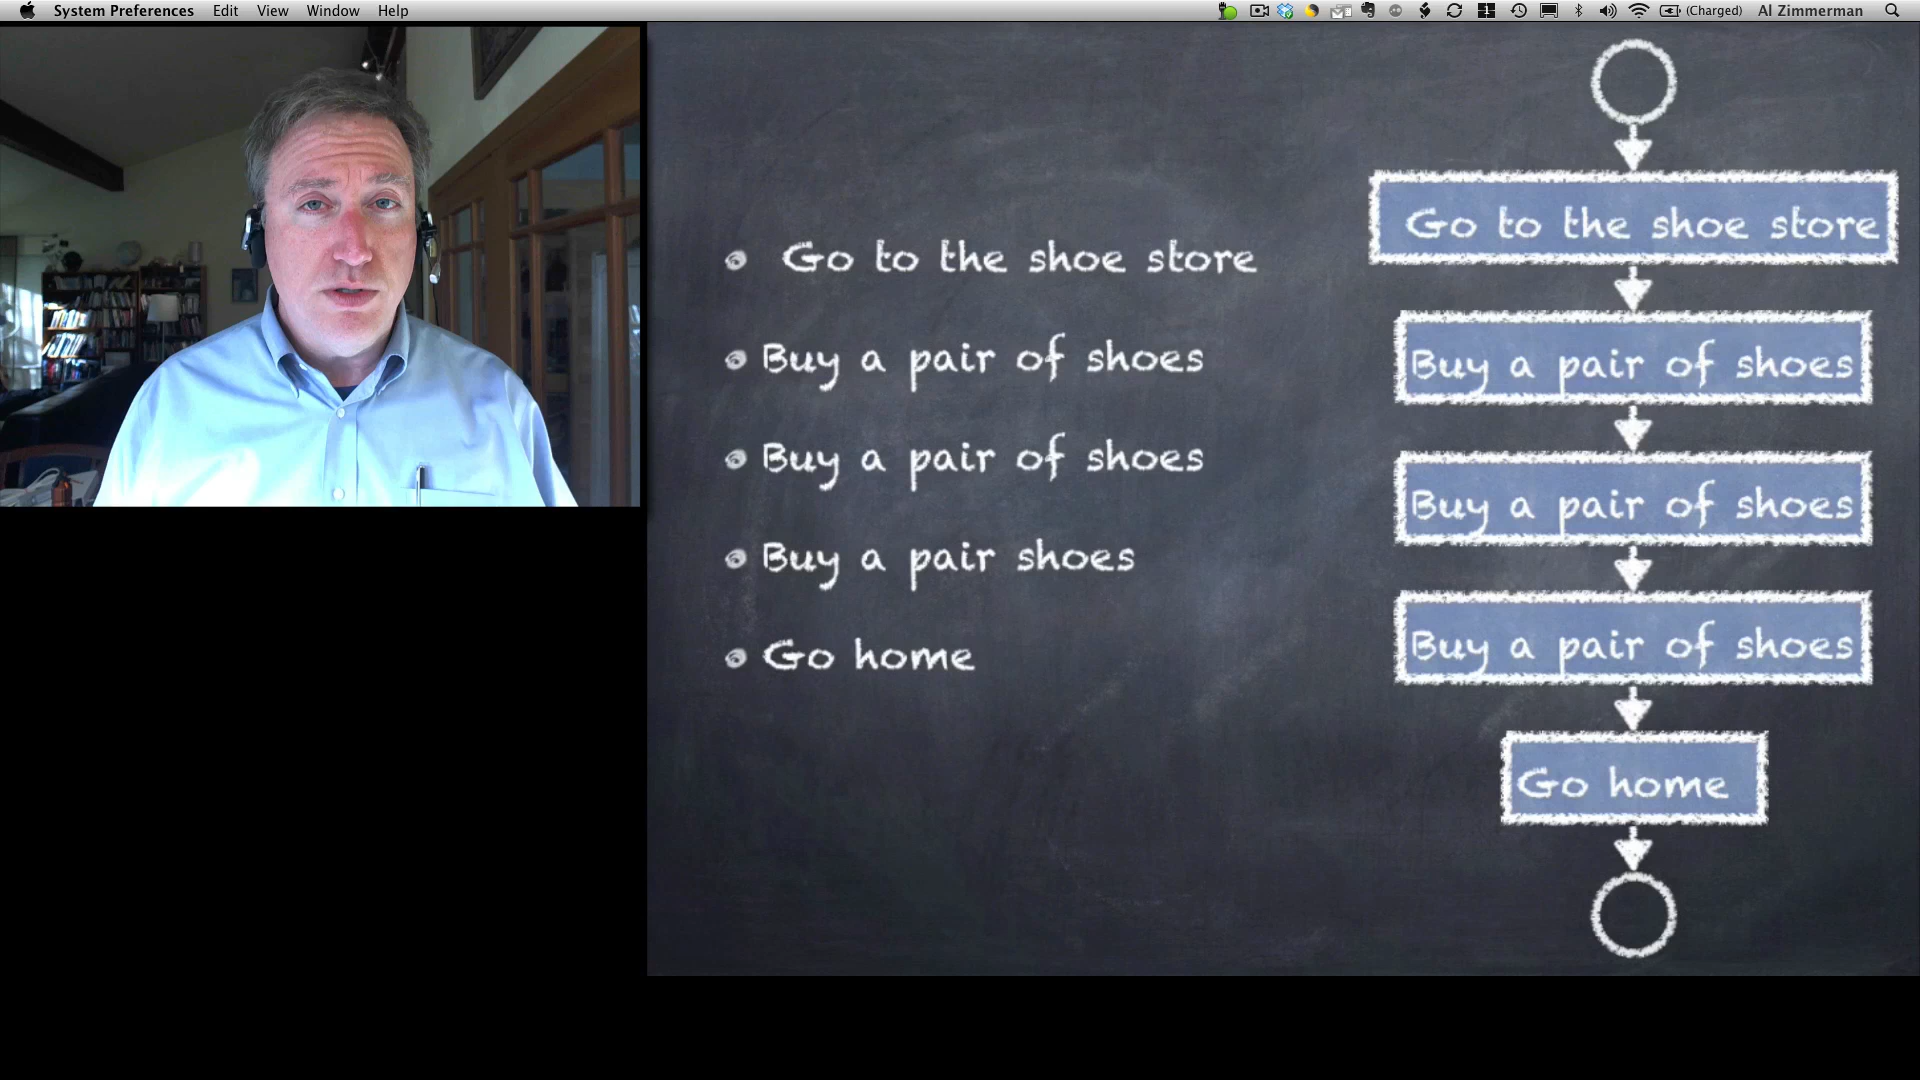 System Preferences Edit View Window Help (Charged) Al Zimmerman
Go to the shoe store
Buy a pair of shoes
Buy a pair of shoes
Buy a pair shoes
Go home
Go to the shoe store
Buy a pair of shoes
Buy a pair of shoes
Buy a pair of shoes
Go home